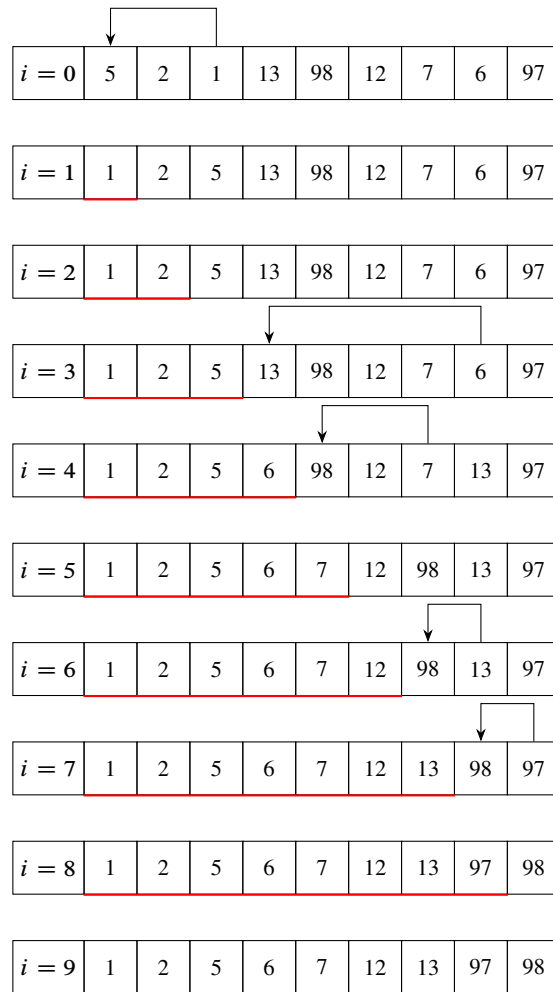 i = 0 5 2 1 13 98 12 7 6 97
i = 1 1 2 5 13 98 12 7 6 97
i = 2 1 2 5 13 98 12 7 6 97
i = 3 1 2 5 13 98 12 7 6 97
i = 4 1 2 5 6 98 12 7 13 97
i = 5 1 2 5 6 7 12 98 13 97
i = 6 1 2 5 6 7 12 98 13 97
i = 7 1 2 5 6 7 12 13 98 97
i = 8 1 2 5 6 7 12 13 97 98
i = 9 1 2 5 6 7 12 13 97 98